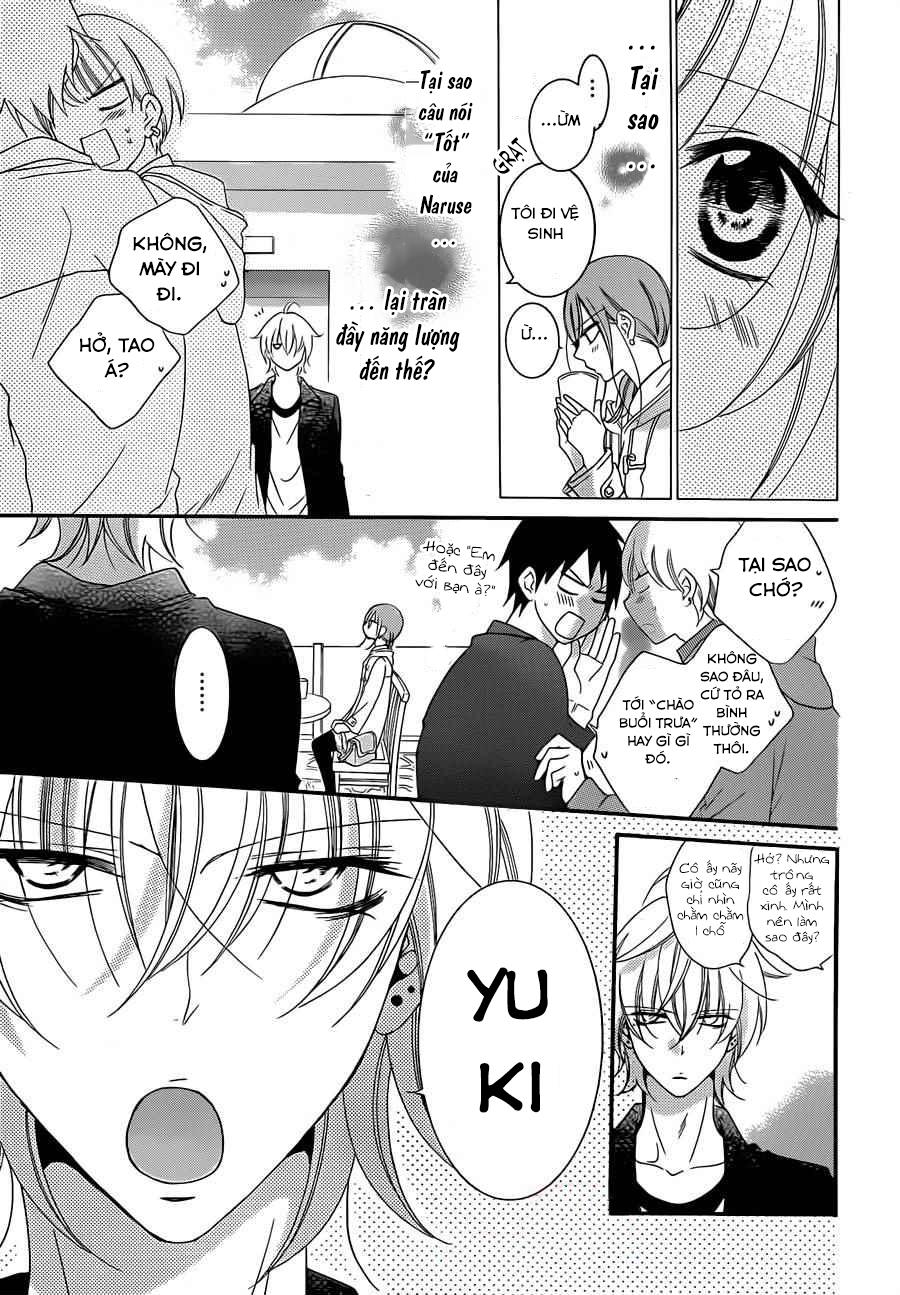 ...
Tại
sao
...
...
...ỪM
GRẠT
TÔI ĐI VỆ
SINH
Ừ...
Tại sao
câu nói
“Tốt”
của
Naruse
...
... lại tràn
đầy năng lượng
đến thế?
KHÔNG,
MÀY ĐI
ĐI.
HỞ, TAO
Á?
TẠI SAO
CHỚ?
KHÔNG
SAO ĐÂU,
CỨ TỎ RA
BÌNH
THƯỜNG
THÔI.
TỚI “CHÀO
BUỔI TRƯA”
HAY GÌ GÌ
ĐÓ.
Hoặc "Em
đến đây
với bạn à?"
......
Hở? Nhưng
trông
cô ấy rất
xinh. Mình
nên làm
sao đây?
Cô ấy nãy
giờ cũng
chỉ nhìn
chằm chằm
1 chỗ
YU
KI